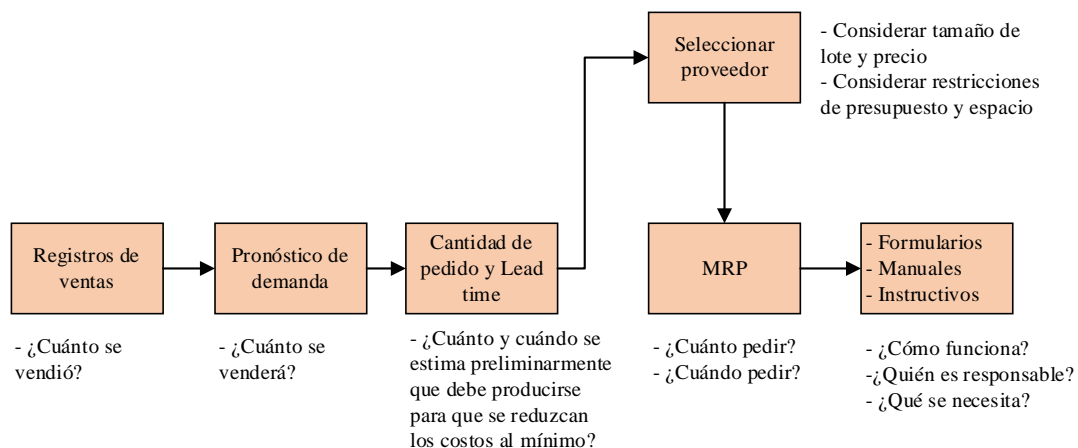 Registros de
ventas
- ¿Cuánto se
vendió?
Pronóstico de
demanda
- ¿Cuánto se
venderá?
Cantidad de
pedido y Lead
time
- ¿Cuánto y cuándo se
estima preliminarmente
que debe producirse
para que se reduzcan
los costos al mínimo?
Seleccionar
proveedor
- Considerar tamaño de
lote y precio
- Considerar restricciones
de presupuesto y espacio
MRP
- ¿Cuánto pedir?
- ¿Cuándo pedir?
- Formularios
- Manuales
- Instructivos
- ¿Cómo funciona?
-¿Quién es responsable?
- ¿Qué se necesita?